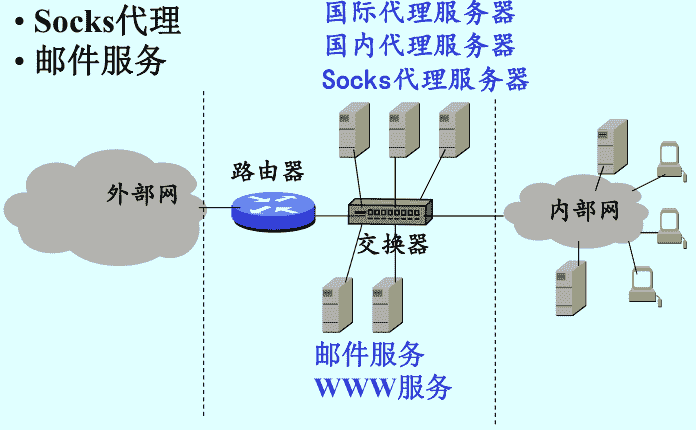 • Socks代理
• 邮件服务
国际代理服务器
国内代理服务器
Socks代理服务器
外部网
路由器
交换器
内部网
邮件服务
WWW服务